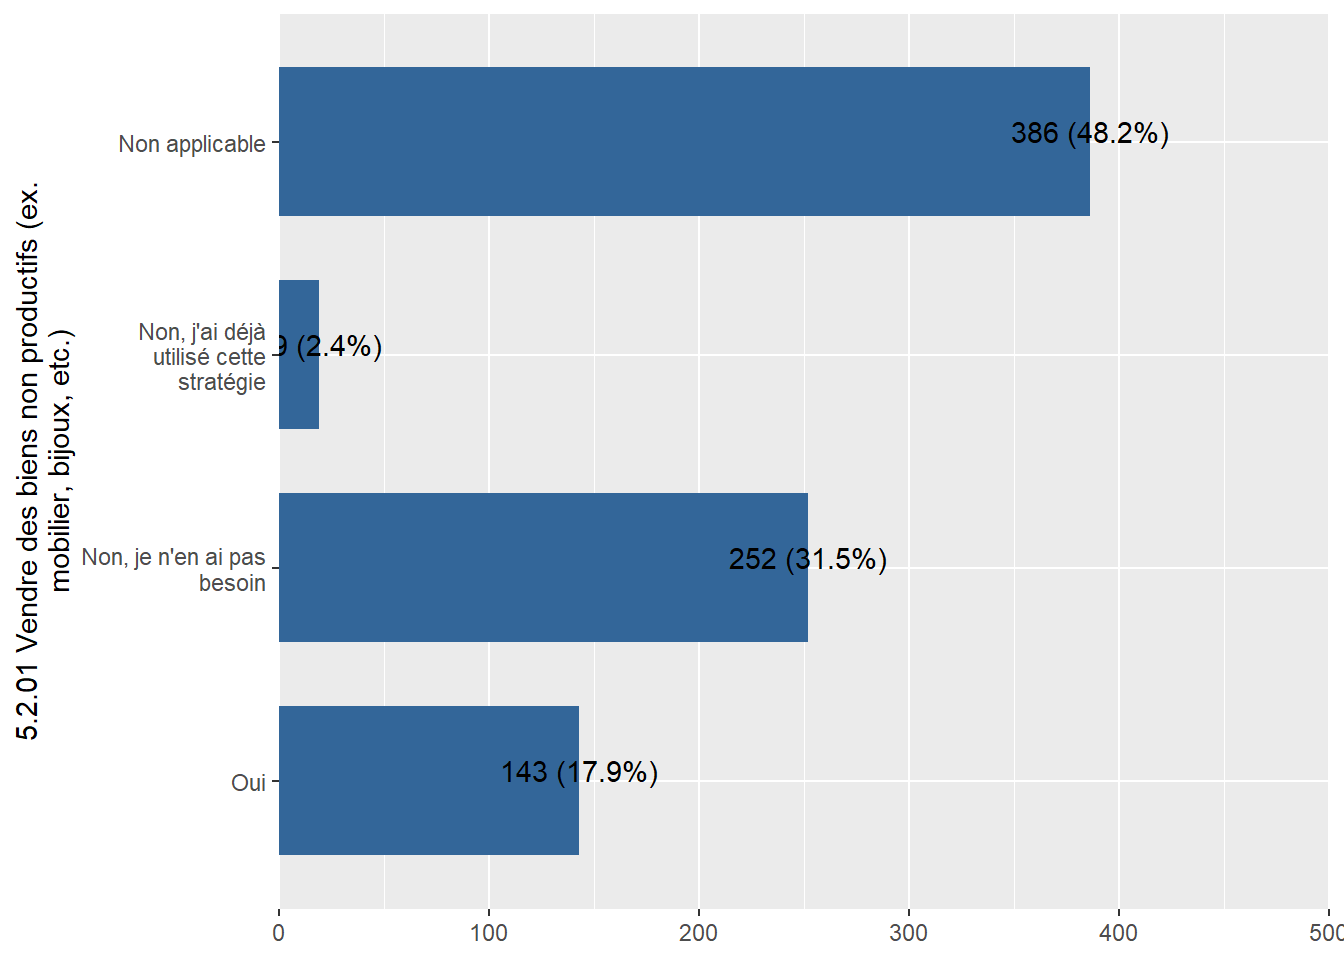 5.2.01 Vendre des biens non productifs (ex.
mobilier, bijoux, etc.)
Non applicable
386 (48.2%)
Non, j'ai déjà
utilisé cette
stratégie
9 (2.4%)
Non, je n'en ai pas
besoin
252 (31.5%)
Oui
143 (17.9%)
0
100
200
300
400
500